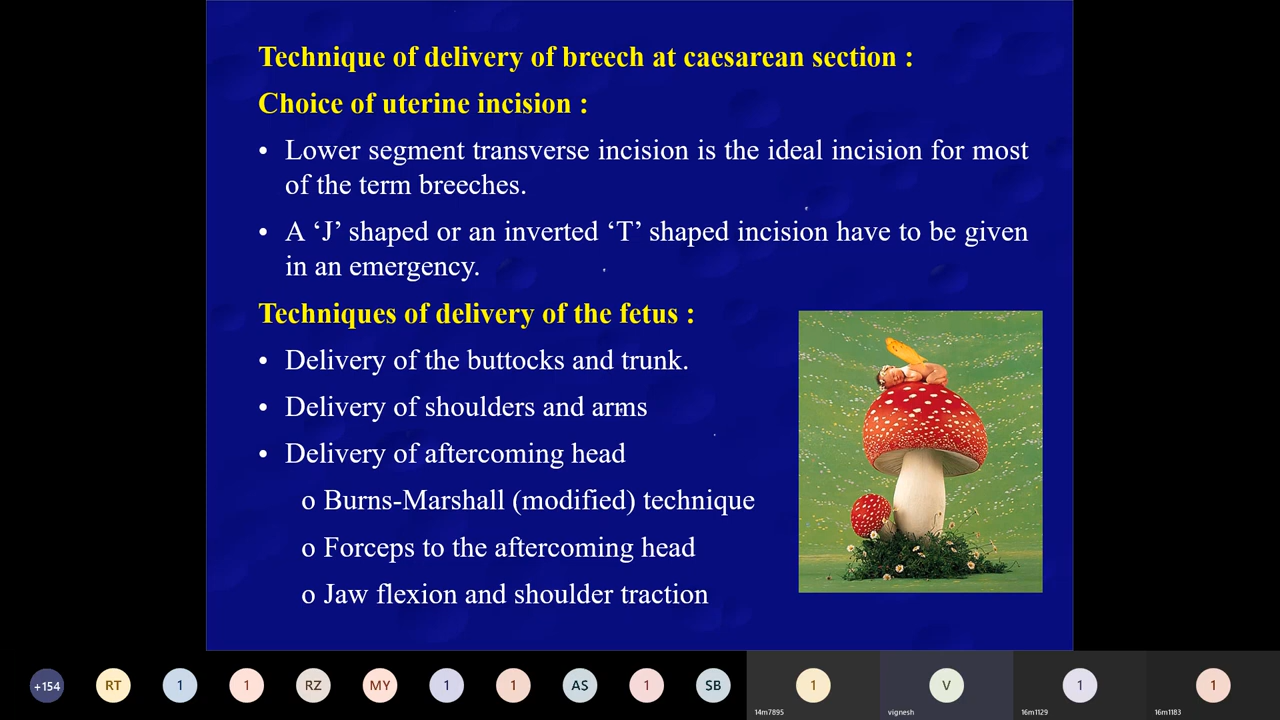 Technique of delivery of breech at caesarean section :
Choice of uterine incision :
• Lower segment transverse incision is the ideal incision for most
of the term breeches.
• A ‘J’ shaped or an inverted ‘T’ shaped incision have to be given
in an emergency.
Techniques of delivery of the fetus :
• Delivery of the buttocks and trunk.
• Delivery of shoulders and arms
• Delivery of aftercoming head
o Burns-Marshall (modified) technique
o Forceps to the aftercoming head
o Jaw flexion and shoulder traction
+154 RT 1 1 RZ MY 1 1 AS 1 SB 1 V 1 1
14m7895 vignesh 16m1129 16m1183